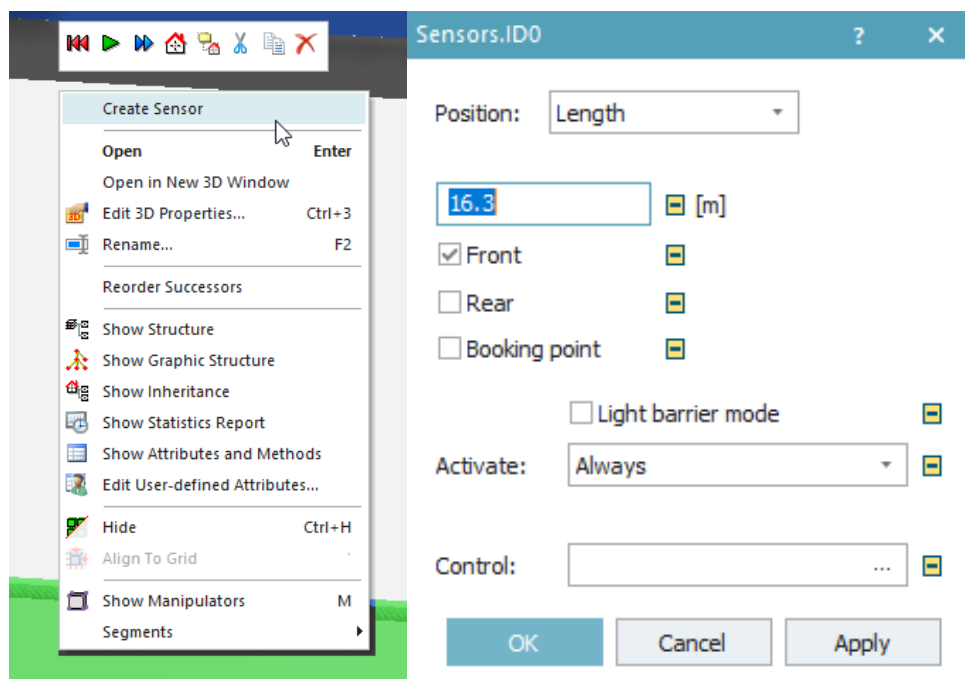 Create Sensor
Open Enter
Open in New 3D Window
3D Edit 3D Properties... Ctrl+3
Rename... F2
Reorder Successors
Show Structure
Show Graphic Structure
Show Inheritance
Show Statistics Report
Show Attributes and Methods
Edit User-defined Attributes...
Hide Ctrl+H
Align To Grid '
Show Manipulators M
Segments
Sensors.ID0 ? ×
Position: Length
16.3 [m]
Front
Rear
Booking point
Light barrier mode
Activate: Always
Control: ...
OK Cancel Apply